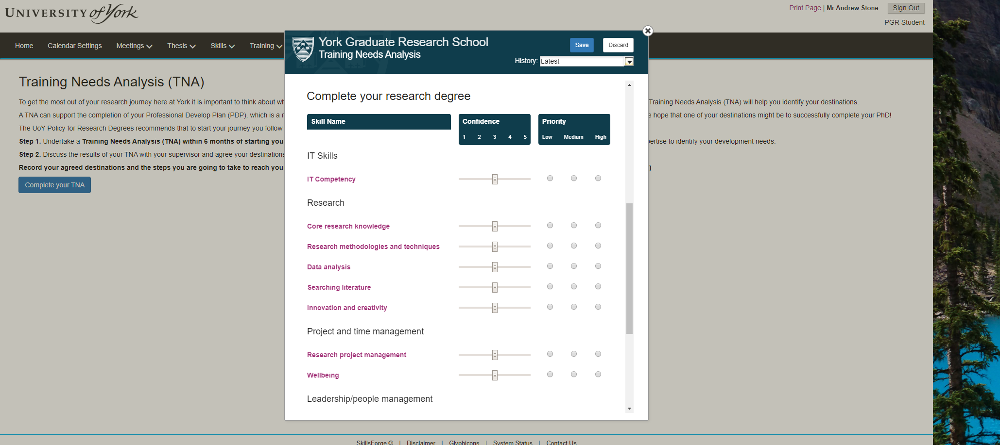 UNIVERSITY of York
Print Page | Mr Andrew Stone Sign Out
PGR Student
Home Calendar Settings Meetings Thesis Skills Training
York Graduate Research School
Training Needs Analysis
Save Discard
History: Latest
Training Needs Analysis (TNA)
To get the most out of your research journey here at York it is important to think about
Training Needs Analysis (TNA) will help you identify your destinations.
A TNA can support the completion of your Professional Develop Plan (PDP), which is a
hope that one of your destinations might be to successfully complete your PhD!
The UoY Policy for Research Degrees recommends that to start your journey you follow
Step 1. Undertake a Training Needs Analysis (TNA) within 6 months of starting
to identify your development needs.
Step 2. Discuss the results of your TNA with your supervisor and agree your destinations
Record your agreed destinations and the steps you are going to take to reach
)
Complete your TNA
Complete your research degree
Skill Name Confidence Priority
1 2 3 4 5 Low Medium High
IT Skills
IT Competency
Research
Core research knowledge
Research methodologies and techniques
Data analysis
Searching literature
Innovation and creativity
Project and time management
Research project management
Wellbeing
Leadership/people management
SkillsForge © | Disclaimer | Glyphicons | System Status | Contact Us